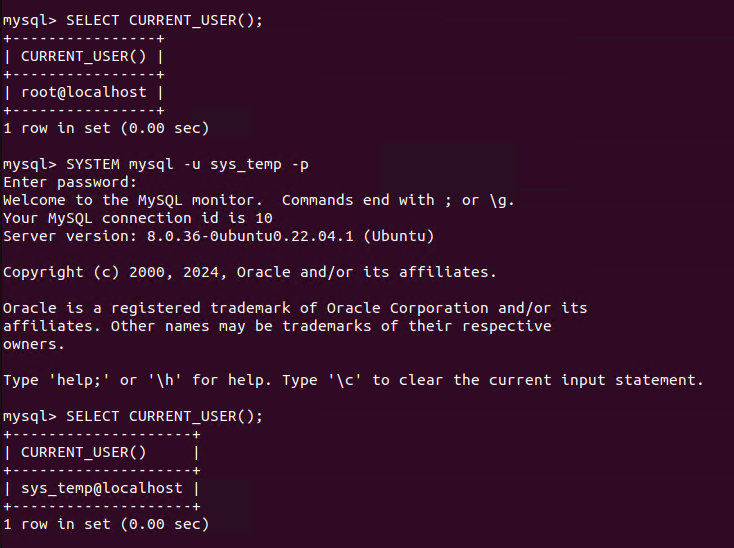 mysql> SELECT CURRENT_USER();
+----------------+
| CURRENT_USER() |
+----------------+
| root@localhost |
+----------------+
1 row in set (0.00 sec)
mysql> SYSTEM mysql -u sys_temp -p
Enter password:
Welcome to the MySQL monitor.  Commands end with ; or \g.
Your MySQL connection id is 10
Server version: 8.0.36-0ubuntu0.22.04.1 (Ubuntu)
Copyright (c) 2000, 2024, Oracle and/or its affiliates.
Oracle is a registered trademark of Oracle Corporation and/or its
affiliates. Other names may be trademarks of their respective
owners.
Type 'help;' or '\h' for help. Type '\c' to clear the current input statement.
mysql> SELECT CURRENT_USER();
+--------------------+
| CURRENT_USER()     |
+--------------------+
| sys_temp@localhost |
+--------------------+
1 row in set (0.00 sec)